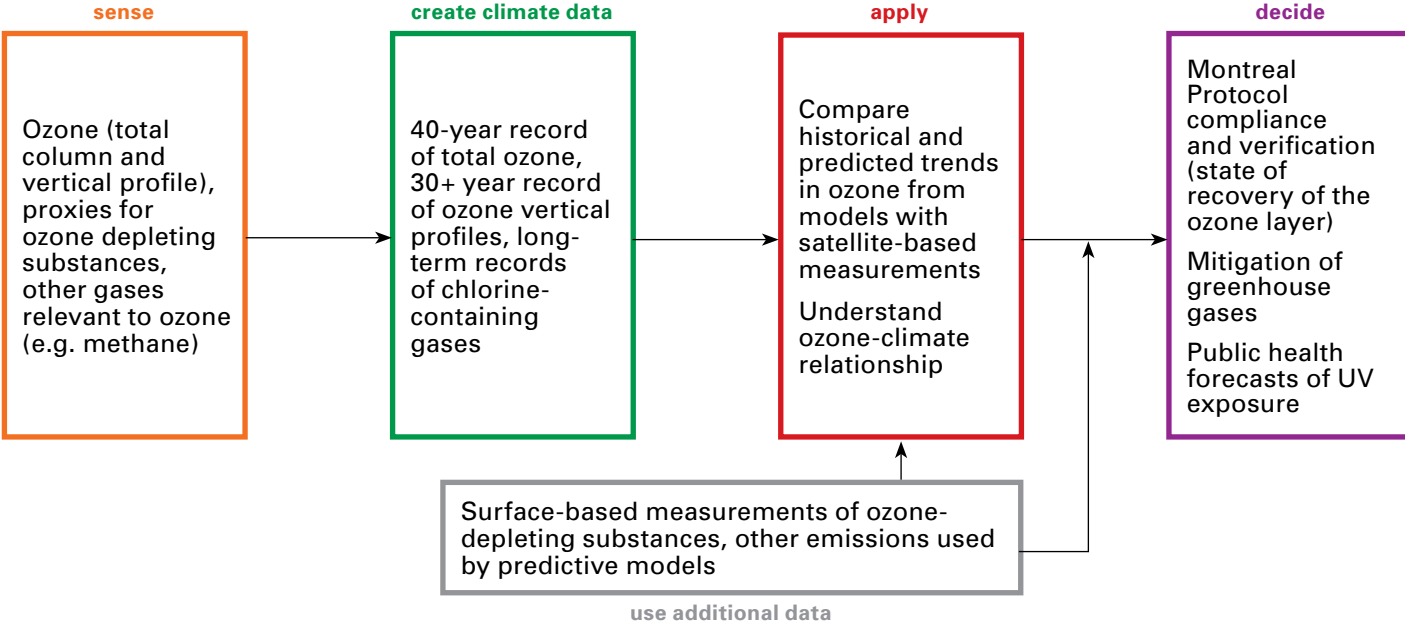 sense
Ozone (total
column and
vertical profile),
proxies for
ozone depleting
substances,
other gases
relevant to ozone
(e.g. methane)
create climate data
40-year record
of total ozone,
30+ year record
of ozone vertical
profiles, long-
term records
of chlorine-
containing
gases
apply
Compare
historical and
predicted trends
in ozone from
models with
satellite-based
measurements
Understand
ozone-climate
relationship
decide
Montreal
Protocol
compliance
and verification
(state of
recovery of the
ozone layer)
Mitigation of
greenhouse
gases
Public health
forecasts of UV
exposure
Surface-based measurements of ozone-
depleting substances, other emissions used
by predictive models
use additional data